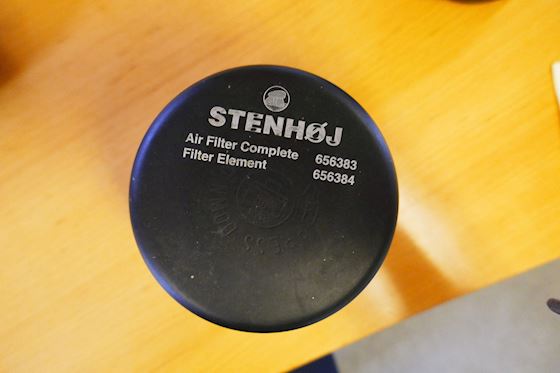 STENHØJ
Air Filter Complete 656383
Filter Element 656384